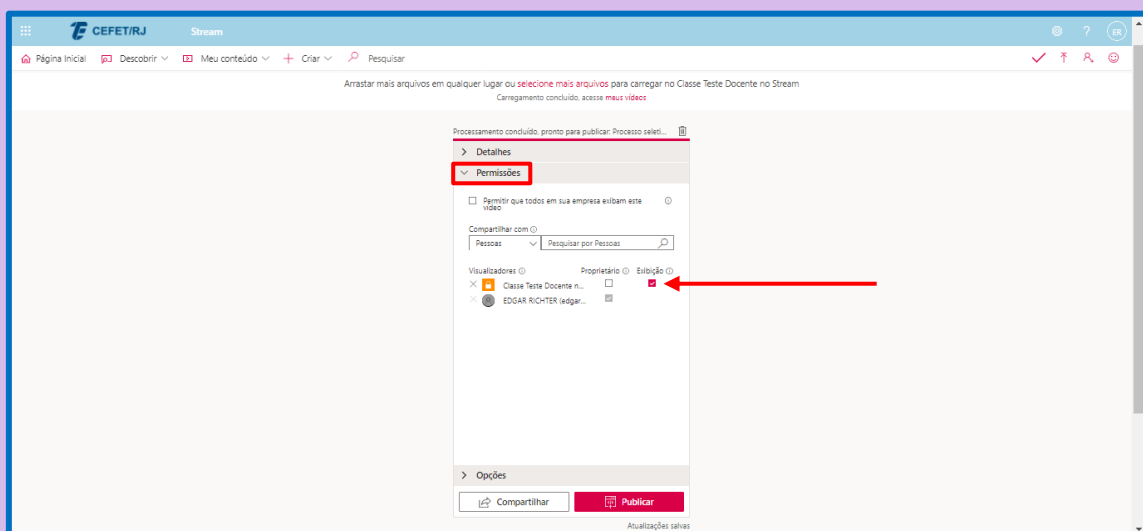 CEFET/RJ Stream ? ER
Página Inicial Descobrir Meu conteúdo Criar Pesquisar
Arrastar mais arquivos em qualquer lugar ou selecione mais arquivos para carregar no Classe Teste Docente no Stream
Carregamento concluído, acesse meus vídeos
Processamento concluído, pronto para publicar: Processo seleti...
Detalhes
Permissões
Permitir que todos em sua empresa exibam este
vídeo
Compartilhar com
Pessoas Pesquisar por Pessoas
Visualizadores Proprietário Exibição
Classe Teste Docente n...
EDGAR RICHTER (edgar...
Opções
Compartilhar Publicar
Atualizações salvas